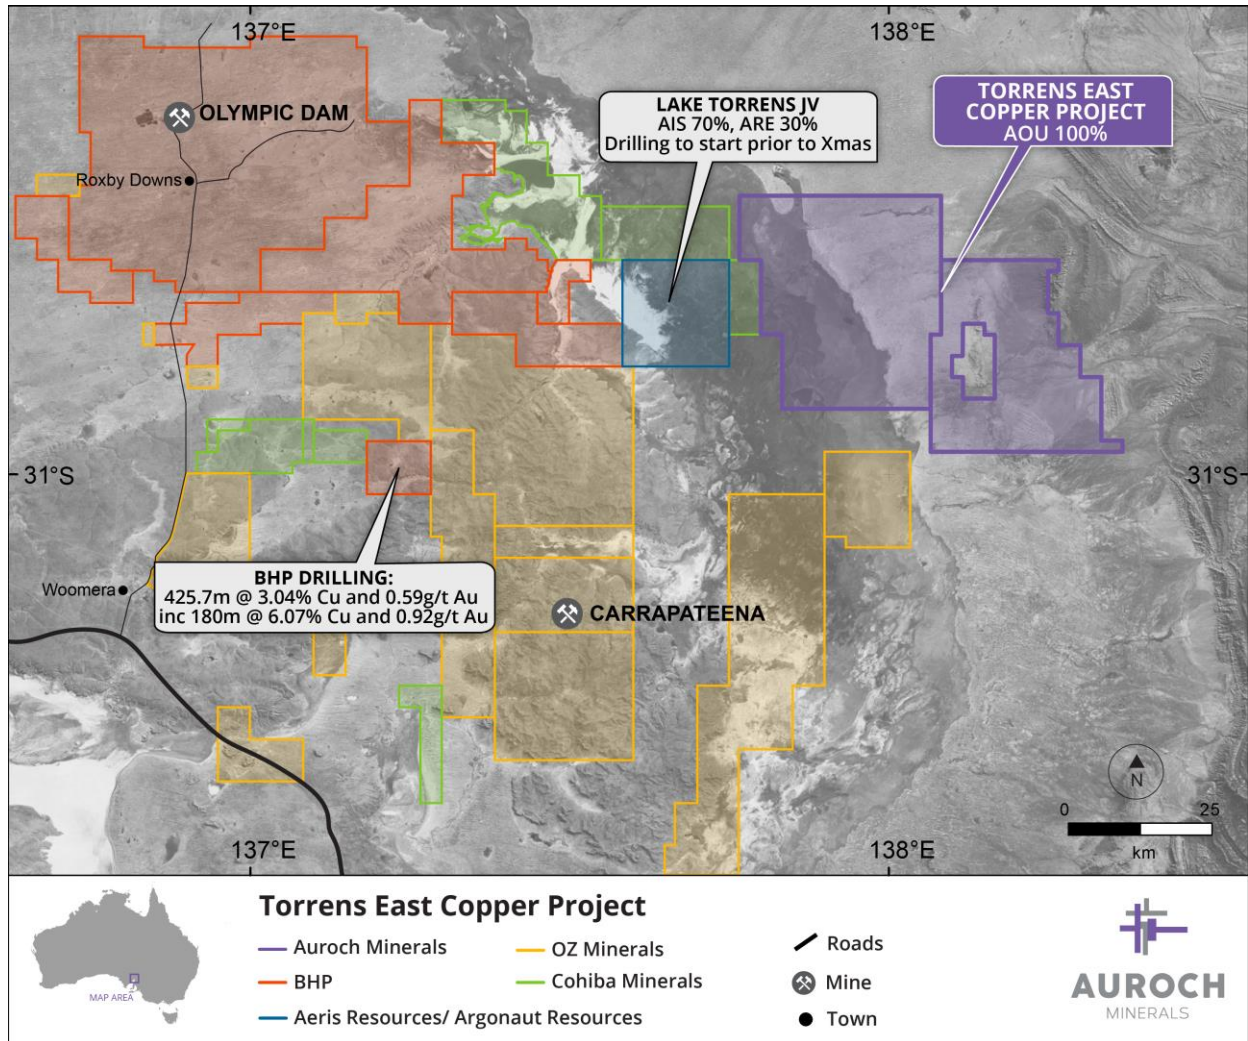 137°E
138°E
OLYMPIC DAM
LAKE TORRENS JV
AIS 70%, ARE 30%
Drilling to start prior to Xmas
TORRENS EAST
COPPER PROJECT
AOU 100%
Roxby Downs
31°S
31°S
BHP DRILLING:
425.7m @ 3.04% Cu and 0.59g/t Au
inc 180m @ 6.07% Cu and 0.92g/t Au
Woomera
CARRAPATEENA
N
0 25
km
137°E
138°E
MAP AREA
Torrens East Copper Project
Auroch Minerals
BHP
Aeris Resources/ Argonaut Resources
OZ Minerals
Cohiba Minerals
Roads
Mine
Town
AUROCH
MINERALS